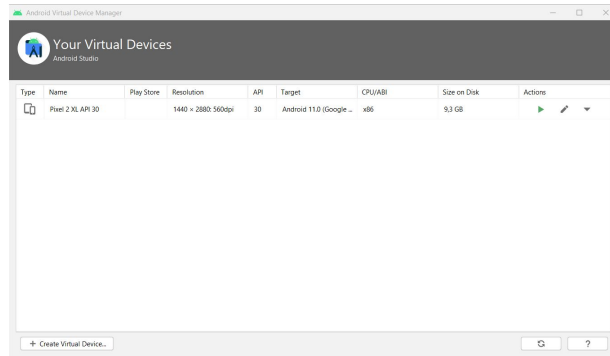 Android Virtual Device Manager
Your Virtual Devices
Android Studio
Type Name Play Store Resolution API Target CPU/ABI Size on Disk Actions
Pixel 2 XL API 30 1440 × 2880: 560dpi 30 Android 11.0 (Google ... x86 9,3 GB
+ Create Virtual Device...
?